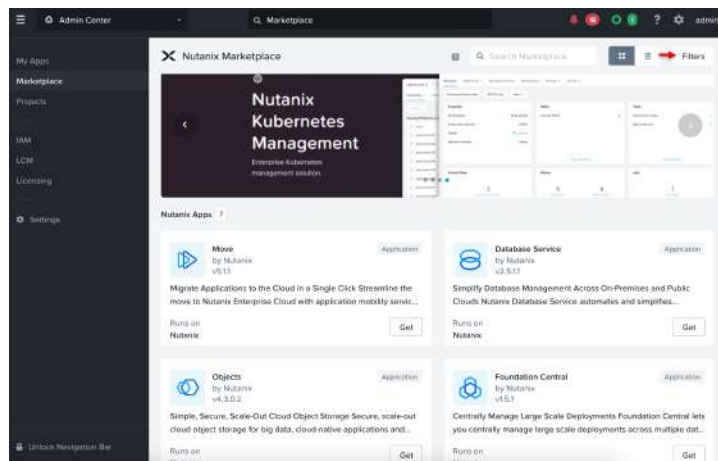 Admin Center
Marketplace
admin
My Apps
Marketplace
Projects
IAM
LCM
Licensing
Settings
Unlock Navigation Bar
Nutanix Marketplace
Search Marketplace
Filters
Nutanix
Kubernetes
Management
Enterprise Kubernetes
management solution.
Nutanix Apps 7
Move
Application
by Nutanix
v5.1.1
Migrate Applications to the Cloud in a Single Click Streamline the
move to Nutanix Enterprise Cloud with application mobility servic...
Runs on
Nutanix
Get
Database Service
Application
by Nutanix
v2.5.1.1
Simplify Database Management Across On-Premises and Public
Clouds Nutanix Database Service automates and simplifies...
Runs on
Nutanix
Get
Objects
Application
by Nutanix
v4.3.0.2
Simple, Secure, Scale-Out Cloud Object Storage Secure, scale-out
cloud object storage for big data, cloud-native applications and...
Runs on
Get
Foundation Central
Application
by Nutanix
v1.5.1
Centrally Manage Large Scale Deployments Foundation Central lets
you centrally manage large scale deployments across multiple dat...
Runs on
Get